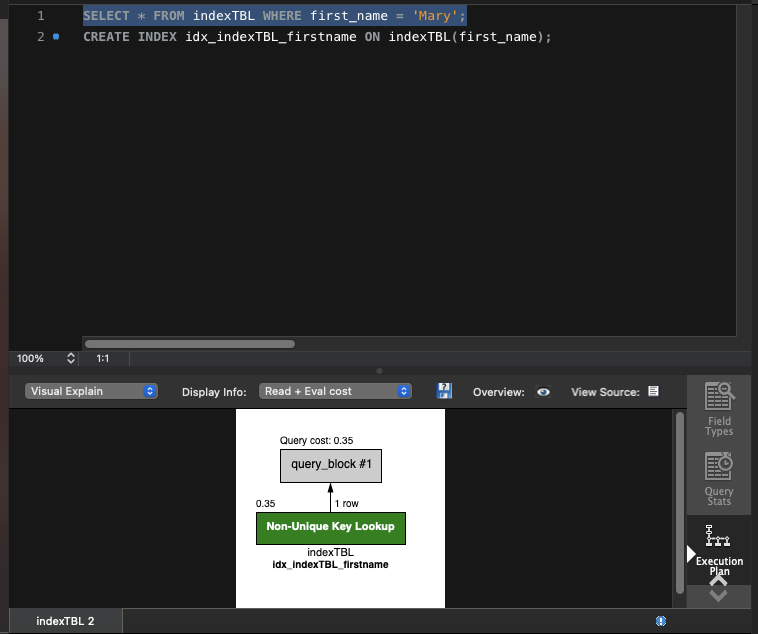 1 SELECT * FROM indexTBL WHERE first_name = 'Mary';
2 CREATE INDEX idx_indexTBL_firstname ON indexTBL(first_name);
100% 1:1
Visual Explain Display Info: Read + Eval cost Overview: View Source:
Field
Types
Query
Stats
Execution
Plan
Query cost: 0.35
query_block #1
0.35 1 row
Non-Unique Key Lookup
indexTBL
idx_indexTBL_firstname
indexTBL 2